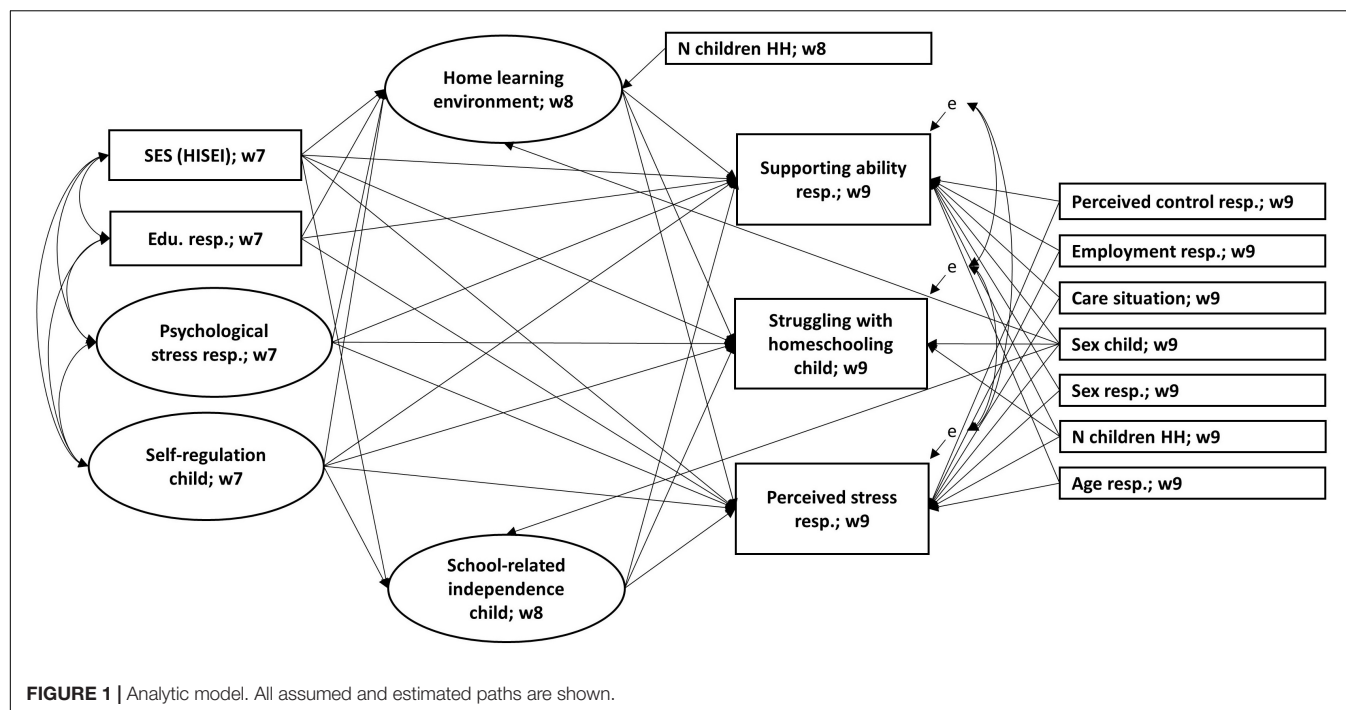 N children HH; w8
Home learning
environment; w8
SES (HISEI); w7
Edu. resp.; w7
Psychological
stress resp.; w7
Self-regulation
child; w7
School-related
independence
child; w8
e
Supporting ability
resp.; w9
e
Struggling with
homeschooling
child; w9
e
Perceived stress
resp.; w9
Perceived control resp.; w9
Employment resp.; w9
Care situation; w9
Sex child; w9
Sex resp.; w9
N children HH; w9
Age resp.; w9
FIGURE 1 | Analytic model. All assumed and estimated paths are shown.